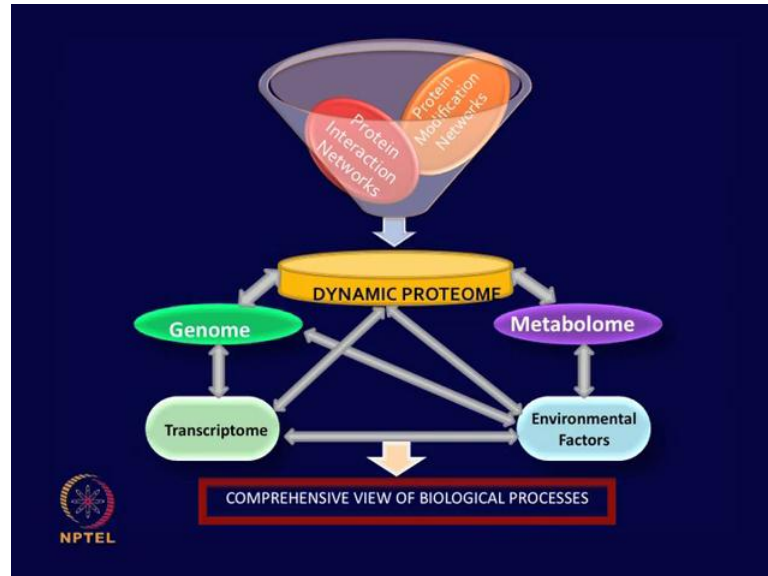 Protein
Interaction
Networks
Protein
Modification
Networks
DYNAMIC PROTEOME
Genome
Metabolome
Transcriptome
Environmental
Factors
COMPREHENSIVE VIEW OF BIOLOGICAL PROCESSES
NPTEL